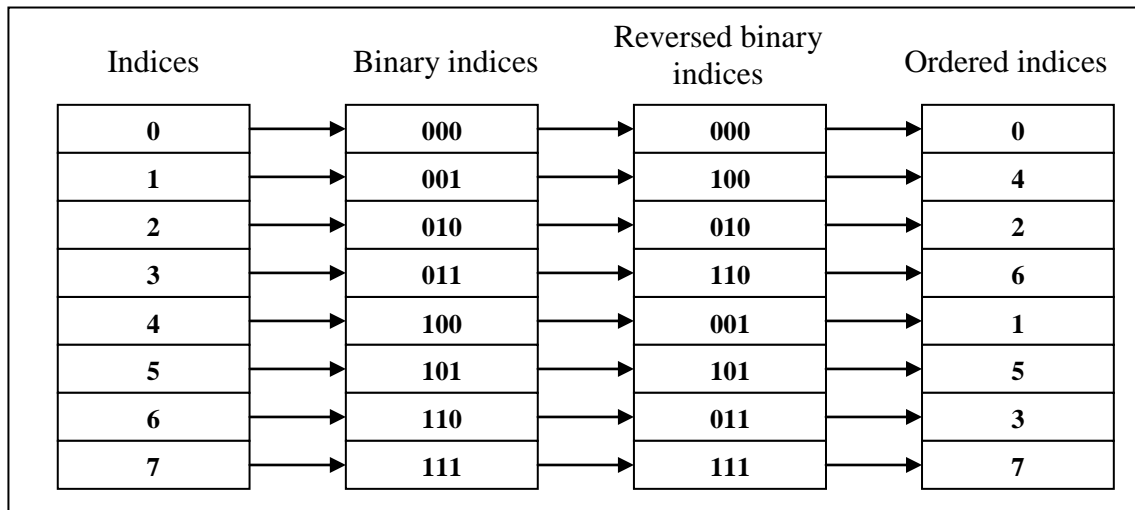 Indices Binary indices Reversed binary indices Ordered indices
0 000 000 0
1 001 100 4
2 010 010 2
3 011 110 6
4 100 001 1
5 101 101 5
6 110 011 3
7 111 111 7